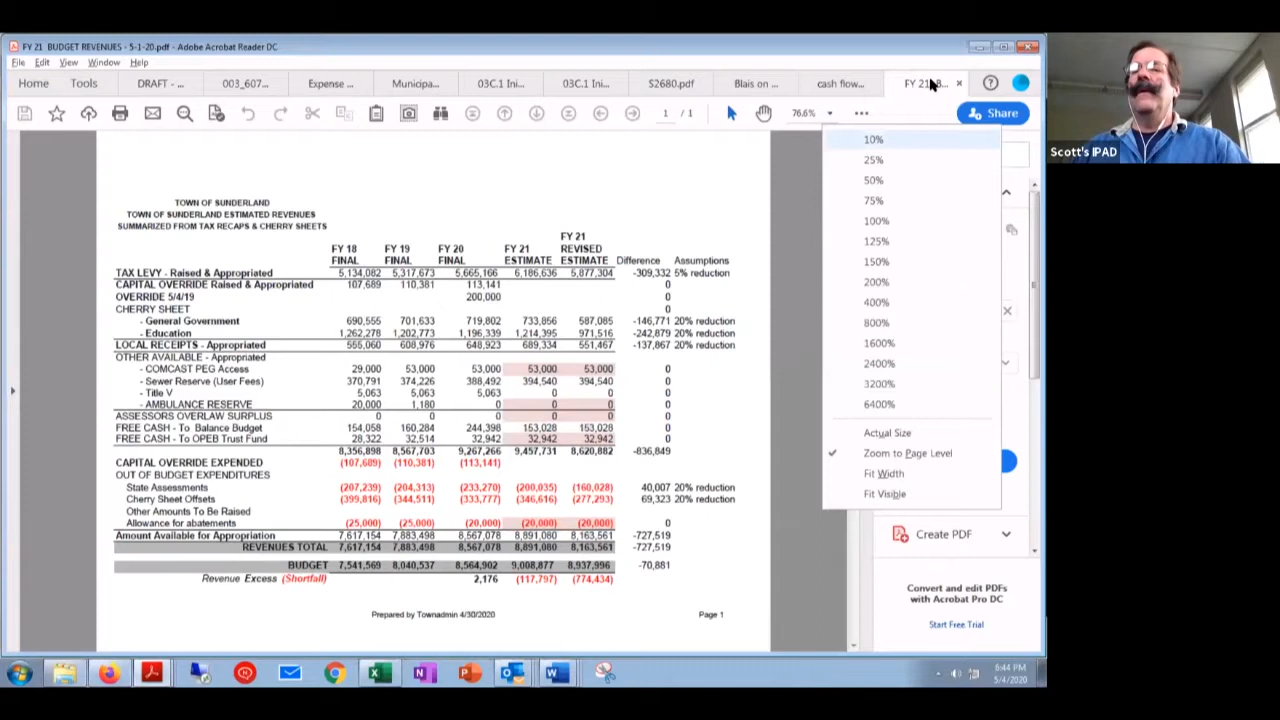 FY 21 BUDGET REVENUES - 5-1-20.pdf - Adobe Acrobat Reader DC
File Edit View Window Help
Home Tools DRAFT - ... 003_607... Expense ... Municipa... 03C.1 Ini... 03C.1 Ini... S2680.pdf Blais on ... cash flow... FY 21 B... ×
1 / 1 76.6% Share
Scott's IPAD
10%
25%
50%
75%
100%
125%
150%
200%
400%
800%
1600%
2400%
3200%
6400%
Actual Size
Zoom to Page Level
Fit Width
Fit Visible
TOWN OF SUNDERLAND
TOWN OF SUNDERLAND ESTIMATED REVENUES
SUMMARIZED FROM TAX RECAPS & CHERRY SHEETS
FY 18 FINAL FY 19 FINAL FY 20 FINAL FY 21 ESTIMATE FY 21 REVISED ESTIMATE Difference Assumptions
TAX LEVY - Raised & Appropriated 5,134,082 5,317,673 5,665,166 6,186,636 5,877,304 -309,332 5% reduction
CAPITAL OVERRIDE Raised & Appropriated 107,689 110,381 113,141 0
OVERRIDE 5/4/19 200,000 0
CHERRY SHEET 0
- General Government 690,555 701,633 719,802 733,856 587,085 -146,771 20% reduction
- Education 1,262,278 1,202,773 1,196,339 1,214,395 971,516 -242,879 20% reduction
LOCAL RECEIPTS - Appropriated 555,060 608,976 648,923 689,334 551,467 -137,867 20% reduction
OTHER AVAILABLE - Appropriated
- COMCAST PEG Access 29,000 53,000 53,000 53,000 53,000 0
- Sewer Reserve (User Fees) 370,791 374,226 388,492 394,540 394,540 0
- Title V 5,063 5,063 5,063 0 0 0
- AMBULANCE RESERVE 20,000 1,180 0 0 0 0
ASSESSORS OVERLAW SURPLUS 0 0 0 0 0 0
FREE CASH - To Balance Budget 154,058 160,284 244,398 153,028 153,028 0
FREE CASH - To OPEB Trust Fund 28,322 32,514 32,942 32,942 32,942 0
8,356,898 8,567,703 9,267,266 9,457,731 8,620,882 -836,849
CAPITAL OVERRIDE EXPENDED (107,689) (110,381) (113,141)
OUT OF BUDGET EXPENDITURES
State Assessments (207,239) (204,313) (233,270) (200,035) (160,028) 40,007 20% reduction
Cherry Sheet Offsets (399,816) (344,511) (333,777) (346,616) (277,293) 69,323 20% reduction
Other Amounts To Be Raised
Allowance for abatements (25,000) (25,000) (20,000) (20,000) (20,000) 0
Amount Available for Appropriation 7,617,154 7,883,498 8,567,078 8,891,080 8,163,561 -727,519
REVENUES TOTAL 7,617,154 7,883,498 8,567,078 8,891,080 8,163,561 -727,519
BUDGET 7,541,569 8,040,537 8,564,902 9,008,877 8,937,996 -70,881
Revenue Excess (Shortfall) 2,176 (117,797) (774,434)
Prepared by Townadmin 4/30/2020 Page 1
Create PDF
Convert and edit PDFs
with Acrobat Pro DC
Start Free Trial
6:44 PM
5/4/2020